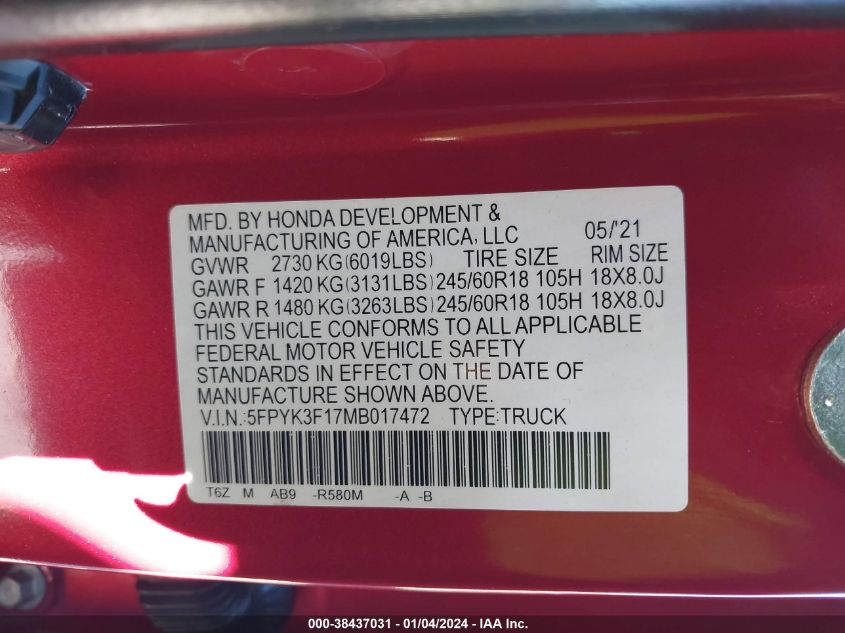 MFD. BY HONDA DEVELOPMENT &
MANUFACTURING OF AMERICA, LLC 05/'21
GVWR 2730 KG(6019LBS) TIRE SIZE RIM SIZE
GAWR F 1420 KG(3131LBS)245/60R18 105H 18X8.0J
GAWR R 1480 KG(3263LBS)245/60R18 105H 18X8.0J
THIS VEHICLE CONFORMS TO ALL APPLICABLE
FEDERAL MOTOR VEHICLE SAFETY
STANDARDS IN EFFECT ON THE DATE OF
MANUFACTURE SHOWN ABOVE.
V.I.N.:5FPYK3F17MB017472 TYPE:TRUCK
T6Z M AB9 -R580M -A -B
000-38437031 - 01/04/2024 - IAA Inc.